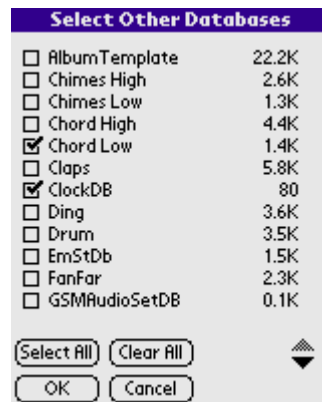 Select Other Databases
AlbumTemplate 22.2K
Chimes High 2.6K
Chimes Low 1.3K
Chord High 4.4K
Chord Low 1.4K
Claps 5.8K
ClockDB 80
Ding 3.6K
Drum 3.5K
EmStDb 1.5K
FanFar 2.3K
GSMAudioSetDB 0.1K
Select All Clear All
OK Cancel